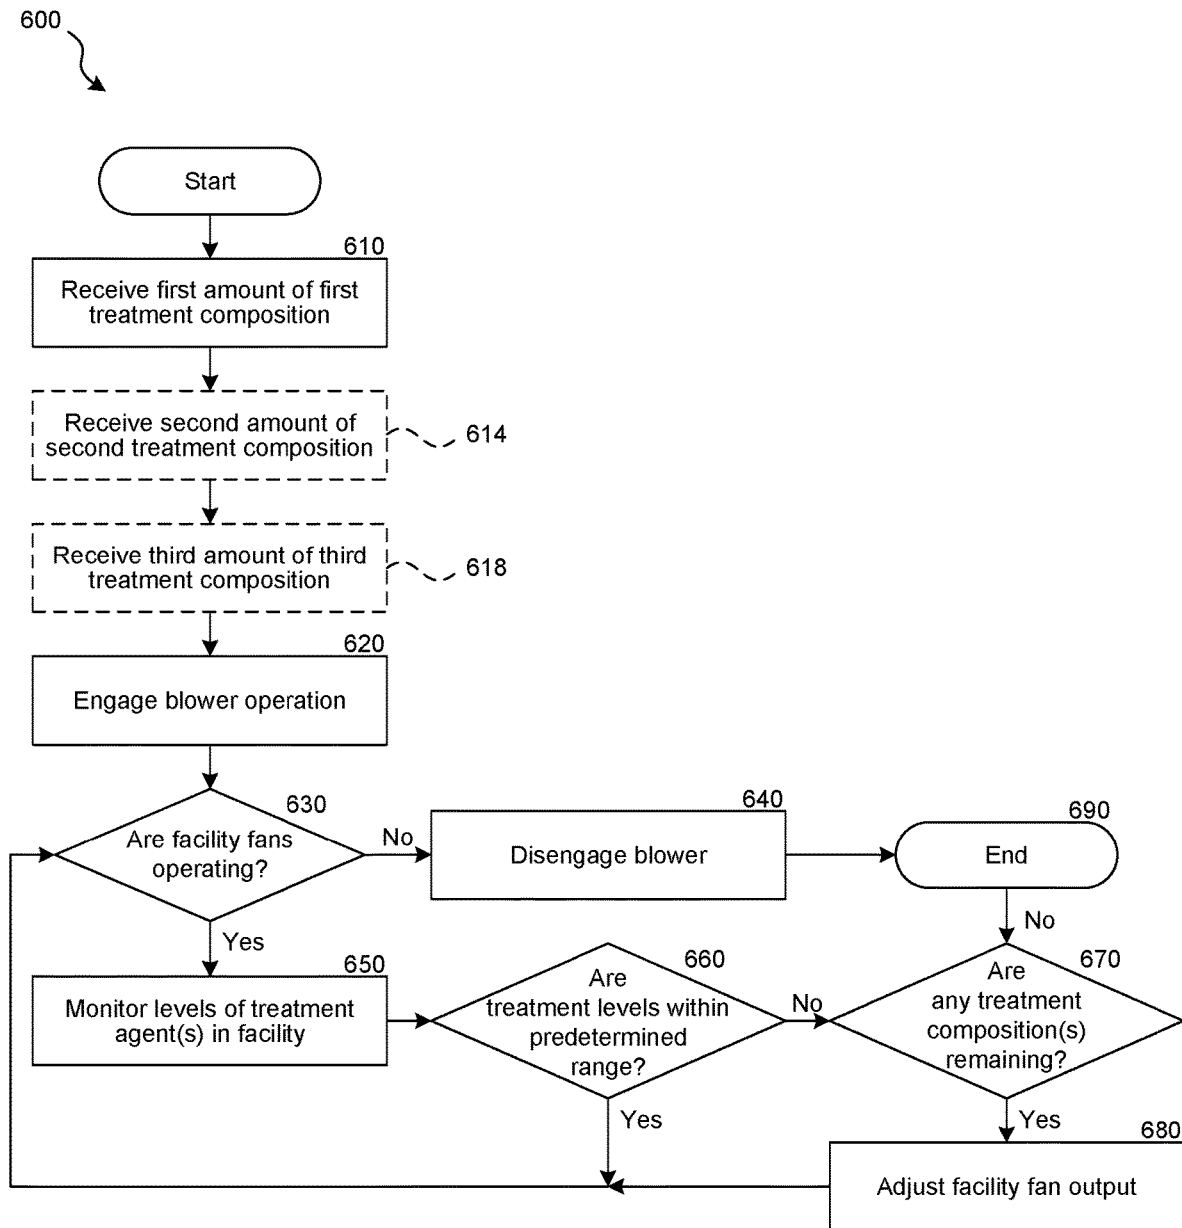 600
Start
610
Receive first amount of first
treatment composition
Receive second amount of
second treatment composition
614
Receive third amount of third
treatment composition
618
620
Engage blower operation
630
Are facility fans
operating?
No
640
Disengage blower
690
End
Yes
No
650
Monitor levels of treatment
agent(s) in facility
660
Are
treatment levels within
predetermined
range?
No
670
Are
any treatment
composition(s)
remaining?
Yes
Yes
680
Adjust facility fan output